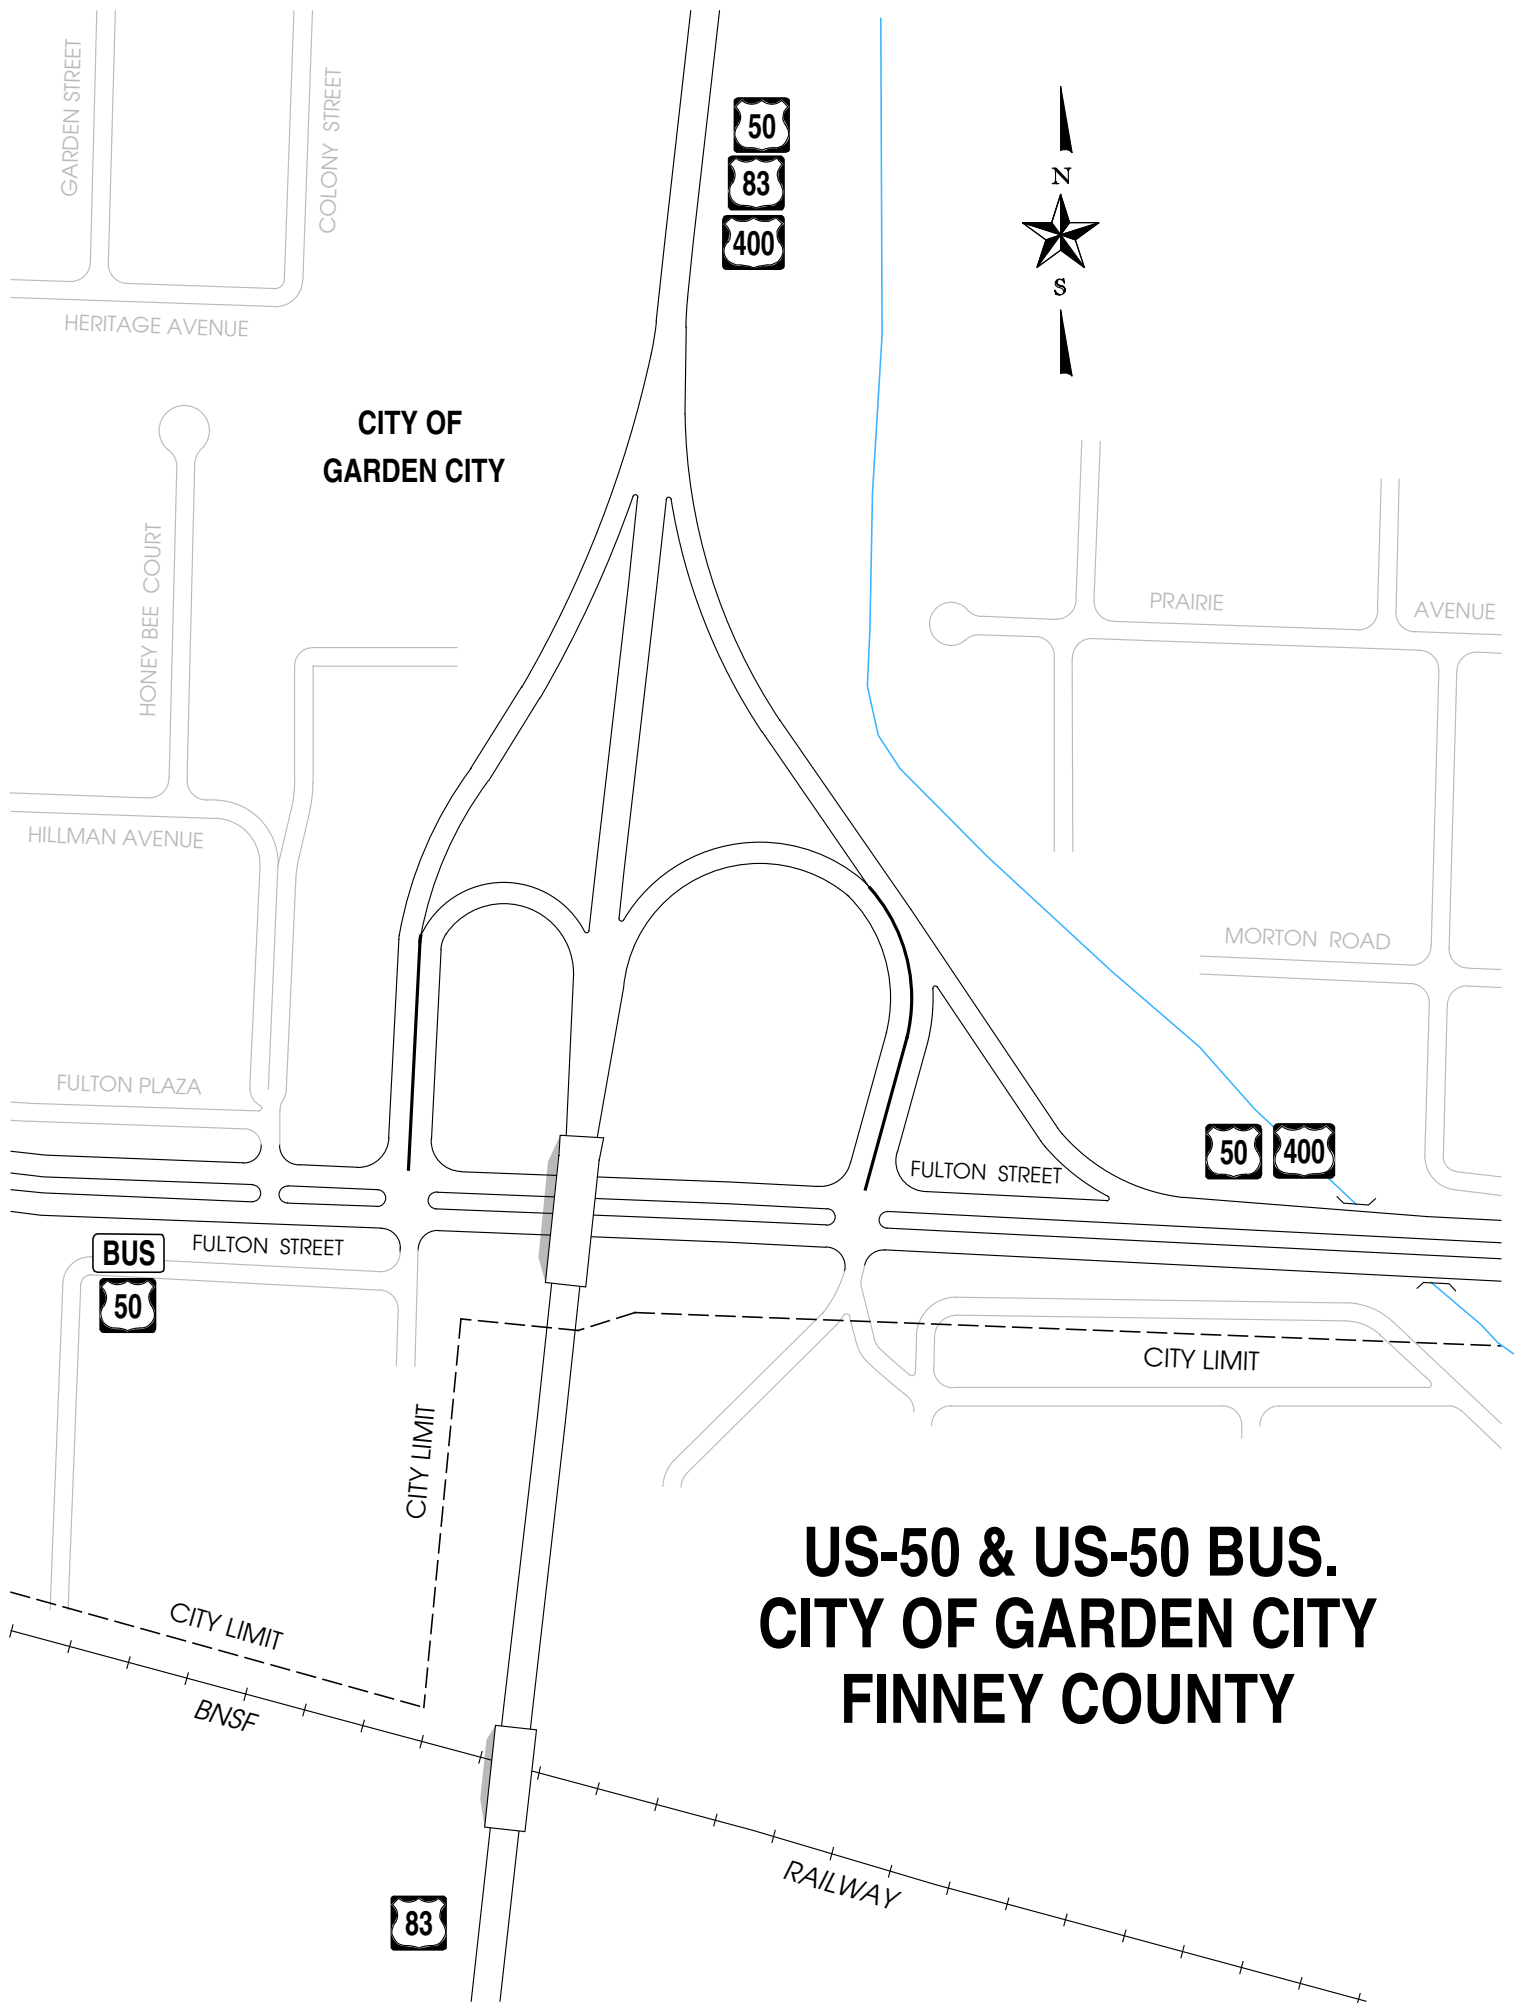 GARDEN STREET
COLONY STREET
50
83
400
N
S
HERITAGE AVENUE
CITY OF
GARDEN CITY
HONEY BEE COURT
PRAIRIE AVENUE
HILLMAN AVENUE
MORTON ROAD
FULTON PLAZA
50 400
FULTON STREET
FULTON STREET
BUS
50
CITY LIMIT
CITY LIMIT
US-50 & US-50 BUS.
CITY OF GARDEN CITY
FINNEY COUNTY
CITY LIMIT
BNSF
RAILWAY
83